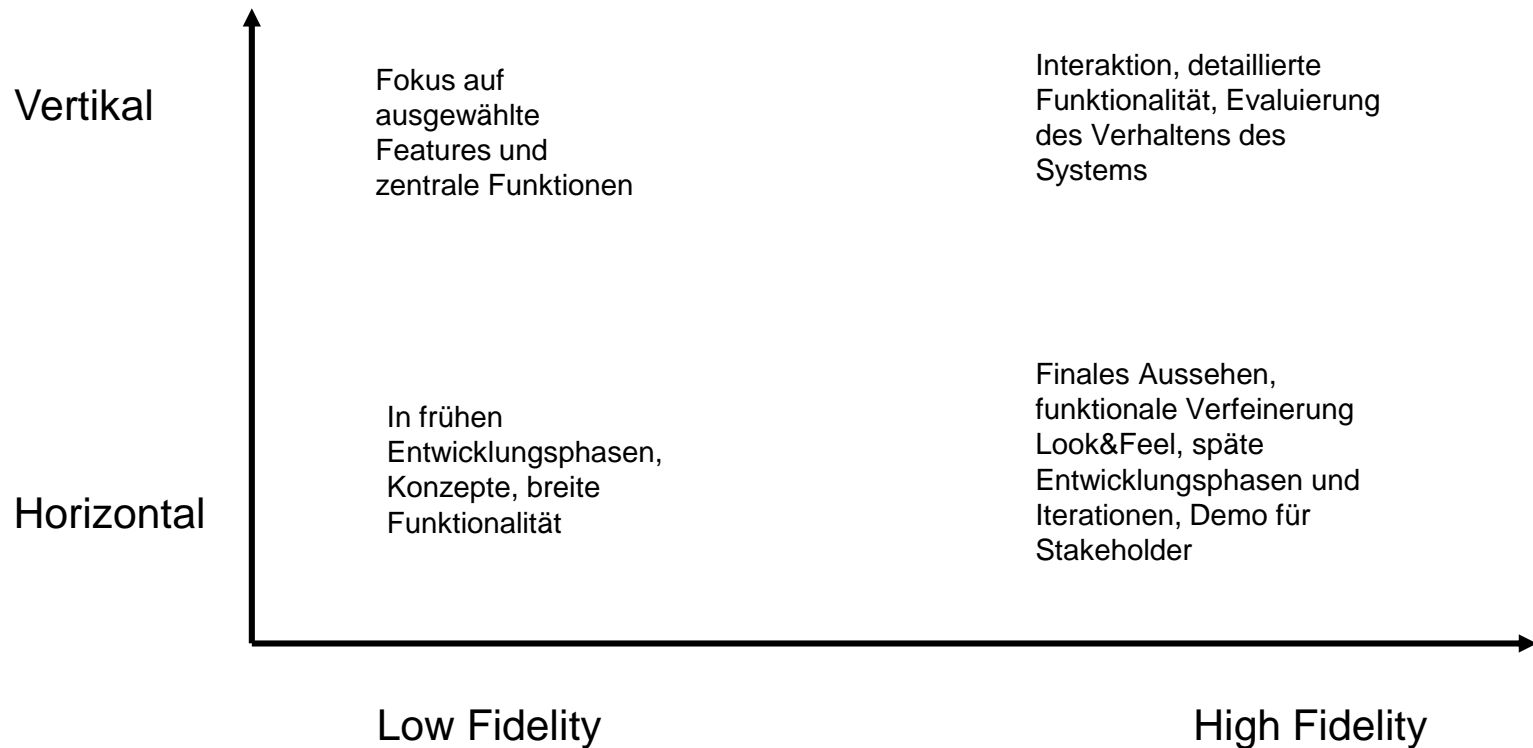 Vertikal
Fokus auf
ausgewählte
Features und
zentrale Funktionen
Interaktion, detaillierte
Funktionalität, Evaluierung
des Verhaltens des
Systems
Horizontal
In frühen
Entwicklungsphasen,
Konzepte, breite
Funktionalität
Finales Aussehen,
funktionale Verfeinerung
Look&Feel, späte
Entwicklungsphasen und
Iterationen, Demo für
Stakeholder
Low Fidelity
High Fidelity